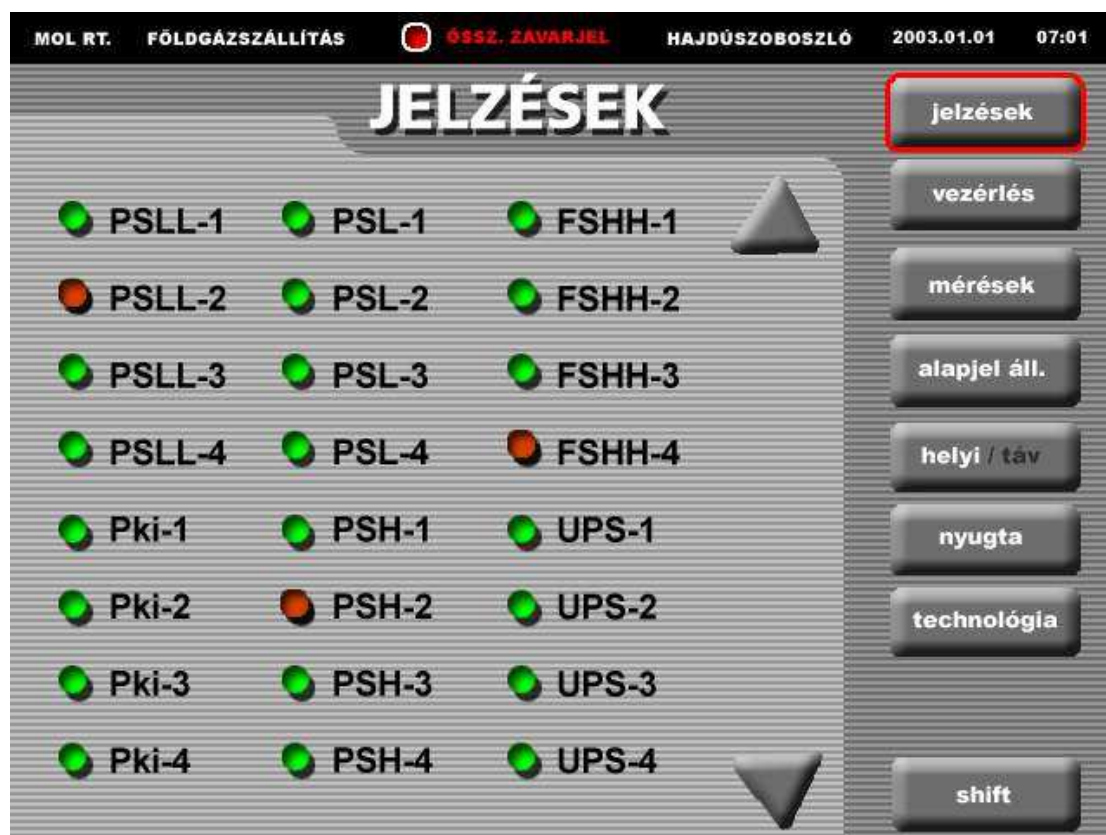 MOL RT. FÖLDGÁZSZÁLLÍTÁS ÖSSZ. ZAVARJEL HAJDÚSZOBOSZLÓ 2003.01.01 07:01
JELZÉSEK
PSLL-1 PSL-1 FSHH-1
PSLL-2 PSL-2 FSHH-2
PSLL-3 PSL-3 FSHH-3
PSLL-4 PSL-4 FSHH-4
Pki-1 PSH-1 UPS-1
Pki-2 PSH-2 UPS-2
Pki-3 PSH-3 UPS-3
Pki-4 PSH-4 UPS-4
jelzések
vezérlés
mérések
alapjel áll.
helyi / táv
nyugta
technológia
shift